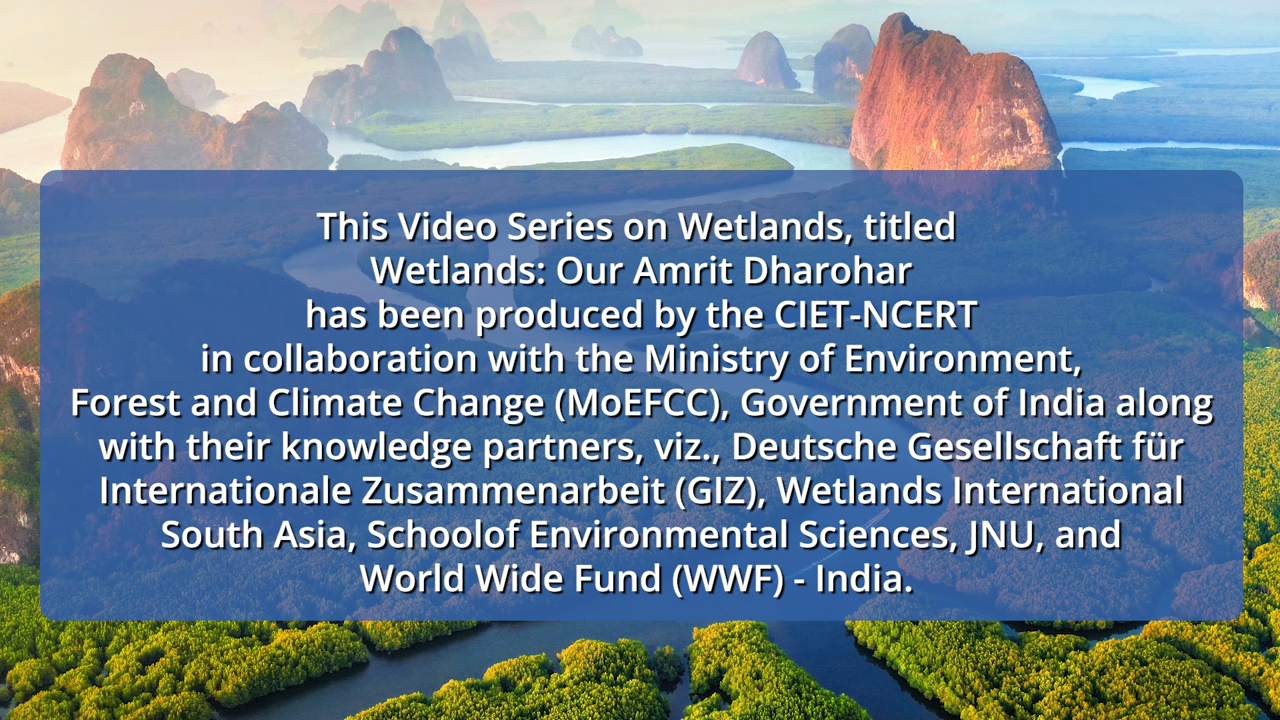 This Video Series on Wetlands, titled
Wetlands: Our Amrit Dharohar
has been produced by the CIET-NCERT
in collaboration with the Ministry of Environment,
Forest and Climate Change (MoEFCC), Government of India along
with their knowledge partners, viz., Deutsche Gesellschaft für
Internationale Zusammenarbeit (GIZ), Wetlands International
South Asia, Schoolof Environmental Sciences, JNU, and
World Wide Fund (WWF) - India.